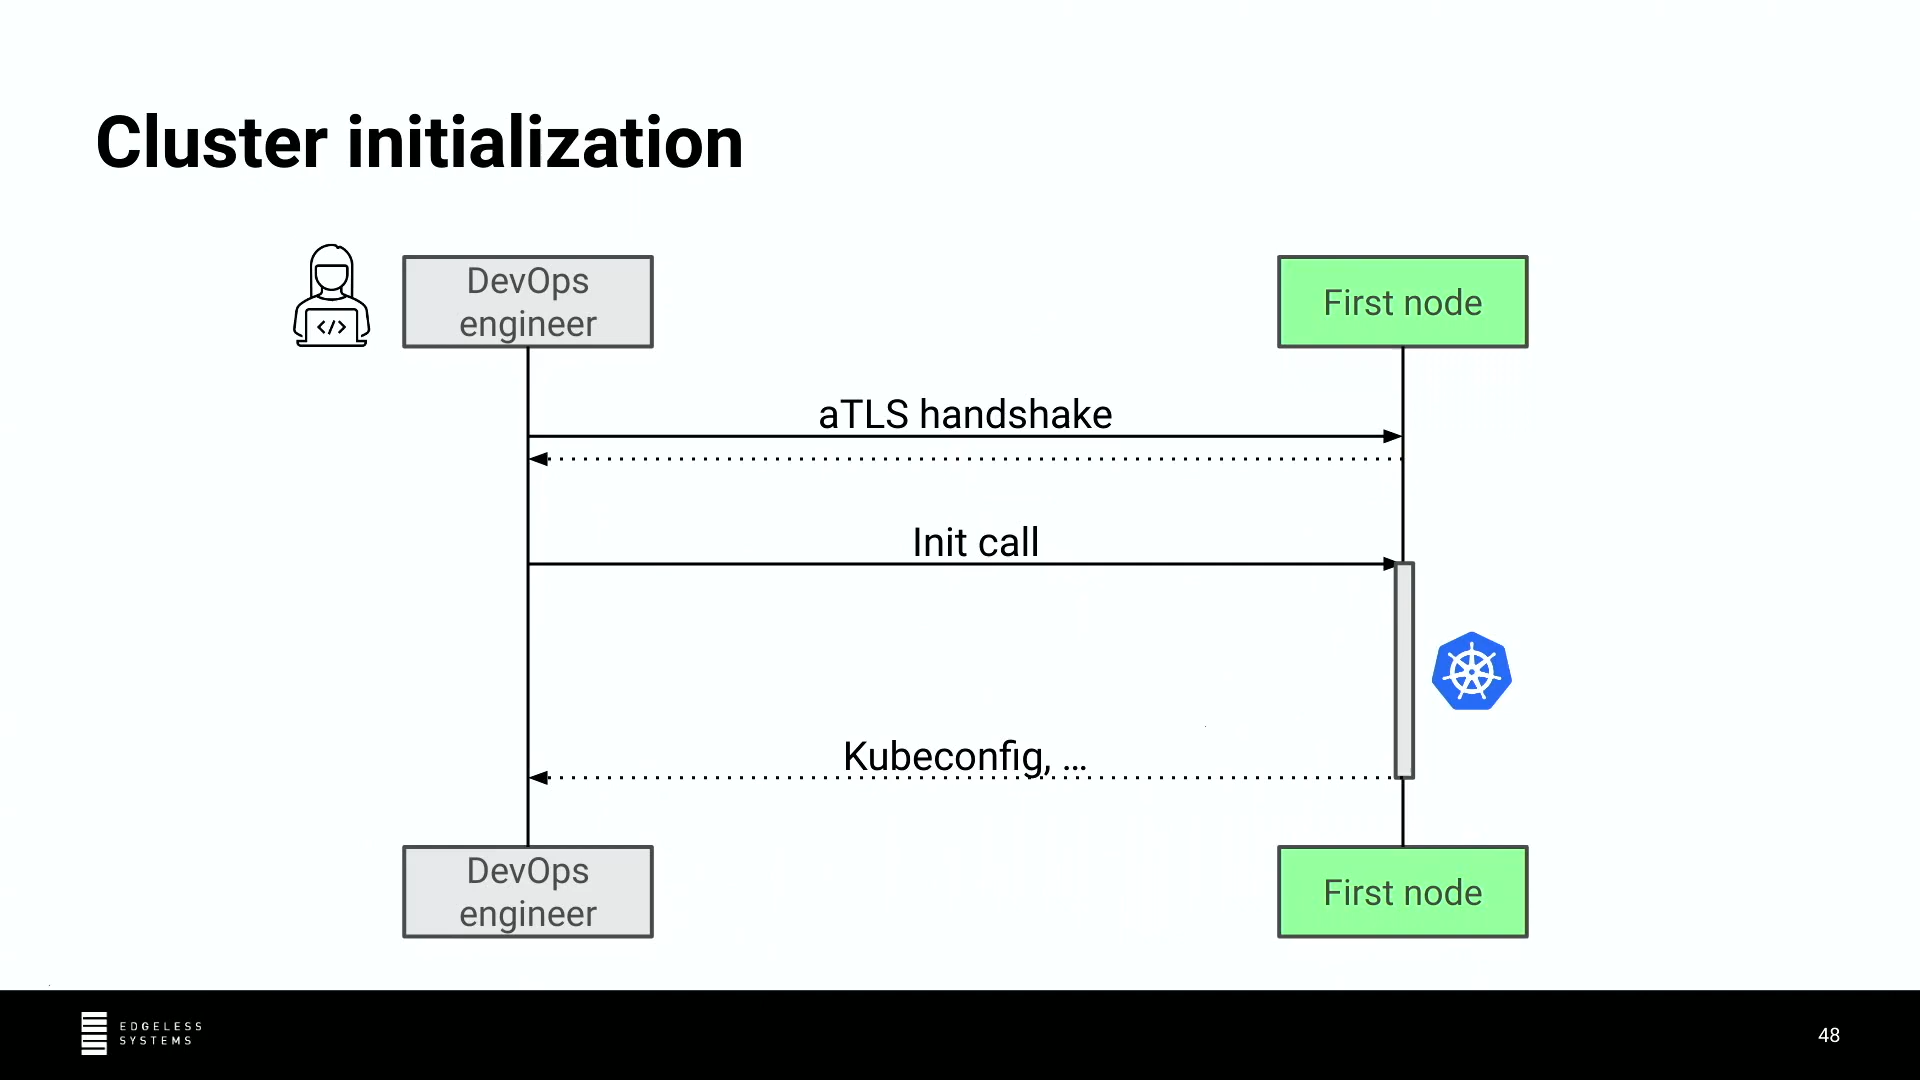 Cluster initialization
DevOps
engineer
First node
aTLS handshake
Init call
Kubeconfig, ...
DevOps
engineer
First node
</>
EDGELESS
SYSTEMS
48